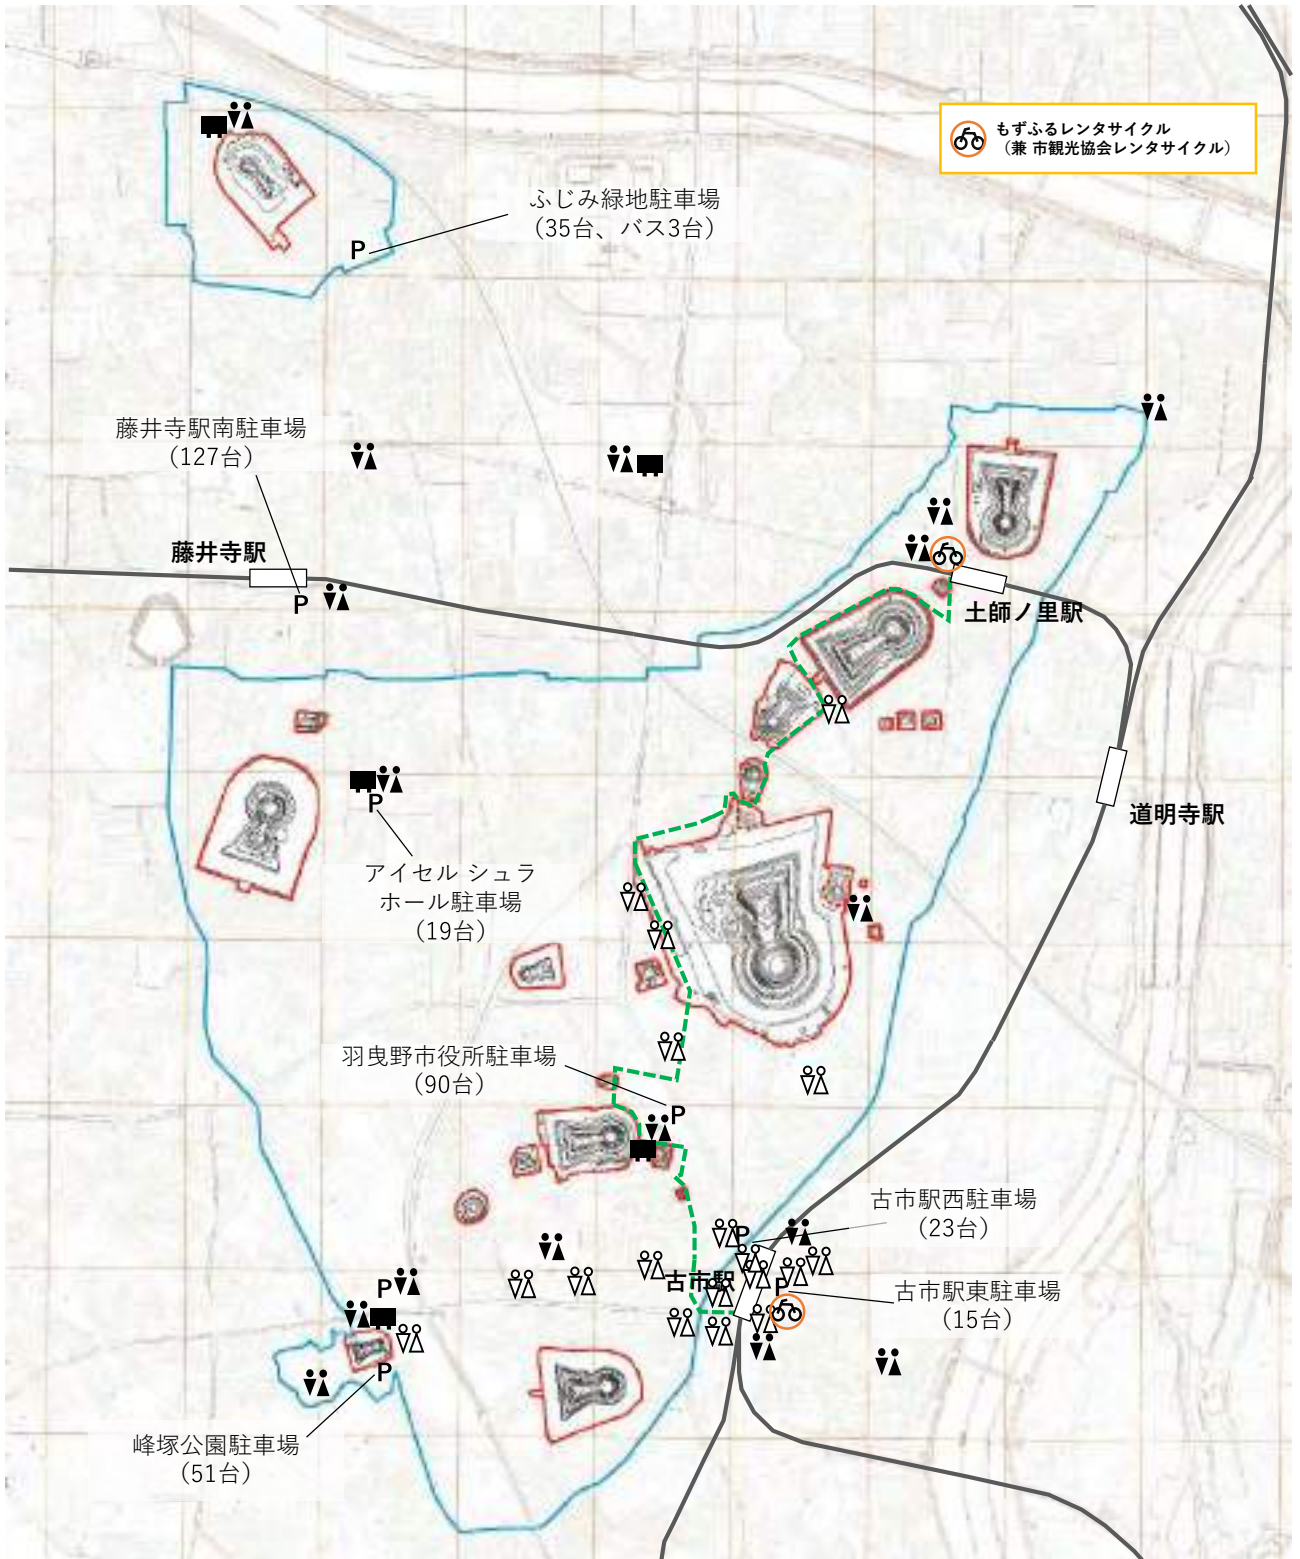 もずふるレンタサイクル
（兼 市観光協会レンタサイクル）
ふじみ緑地駐車場
（35台、バス3台）
P
藤井寺駅南駐車場
（127台）
藤井寺駅
P
土師ノ里駅
道明寺駅
P
アイセル シュラ
ホール駐車場
（19台）
羽曳野市役所駐車場
（90台）
P
古市駅西駐車場
（23台）
P
古市駅
P
古市駅東駐車場
（15台）
P
P
峰塚公園駐車場
（51台）